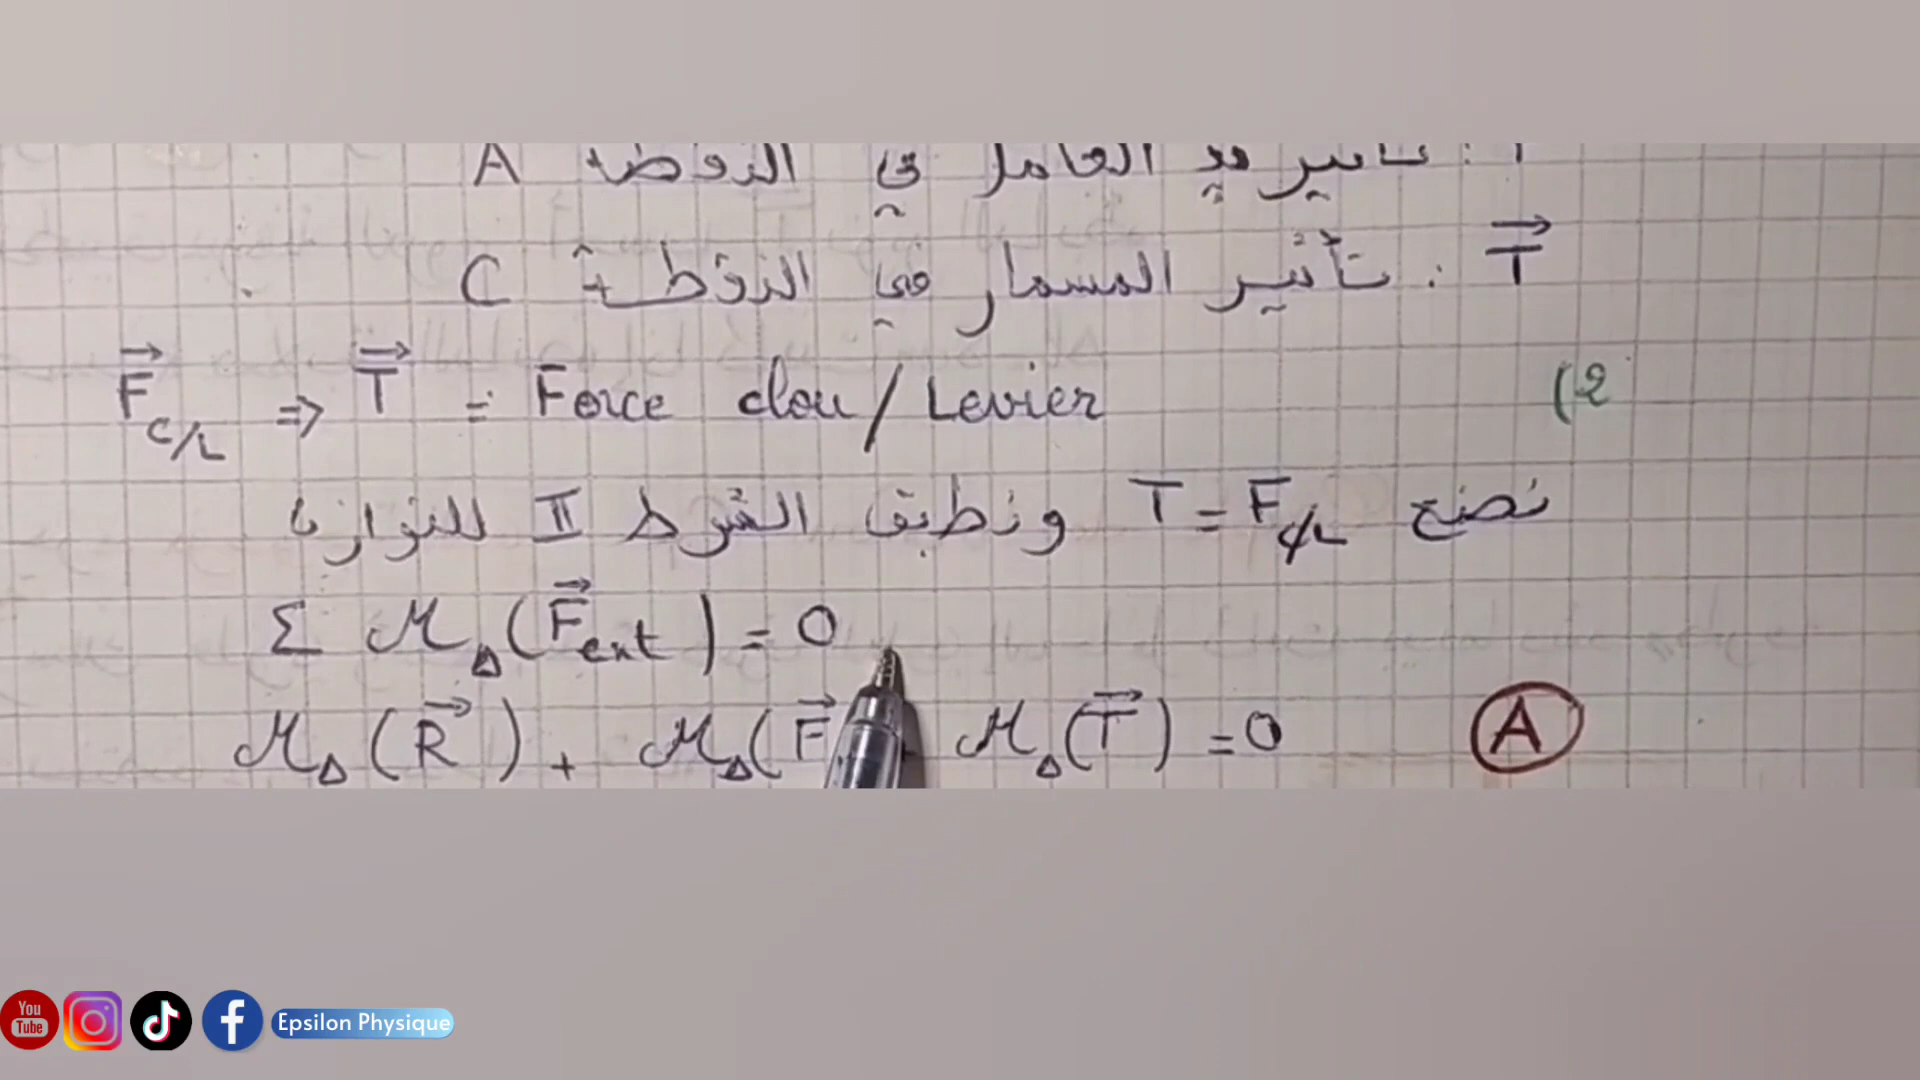 تأثير يد العامل في النقطة A
T⃗ : تأثير المسمار في النقطة C
2) F⃗ C/L => T⃗ = Force clou/Levier
نضع T = F C/L ونطبق الشرط II للتوازن
Σ M Δ (F⃗ ext) = 0
M Δ (R⃗) + M Δ (F⃗ M Δ (T⃗) = 0 A
You Tube Epsilon Physique